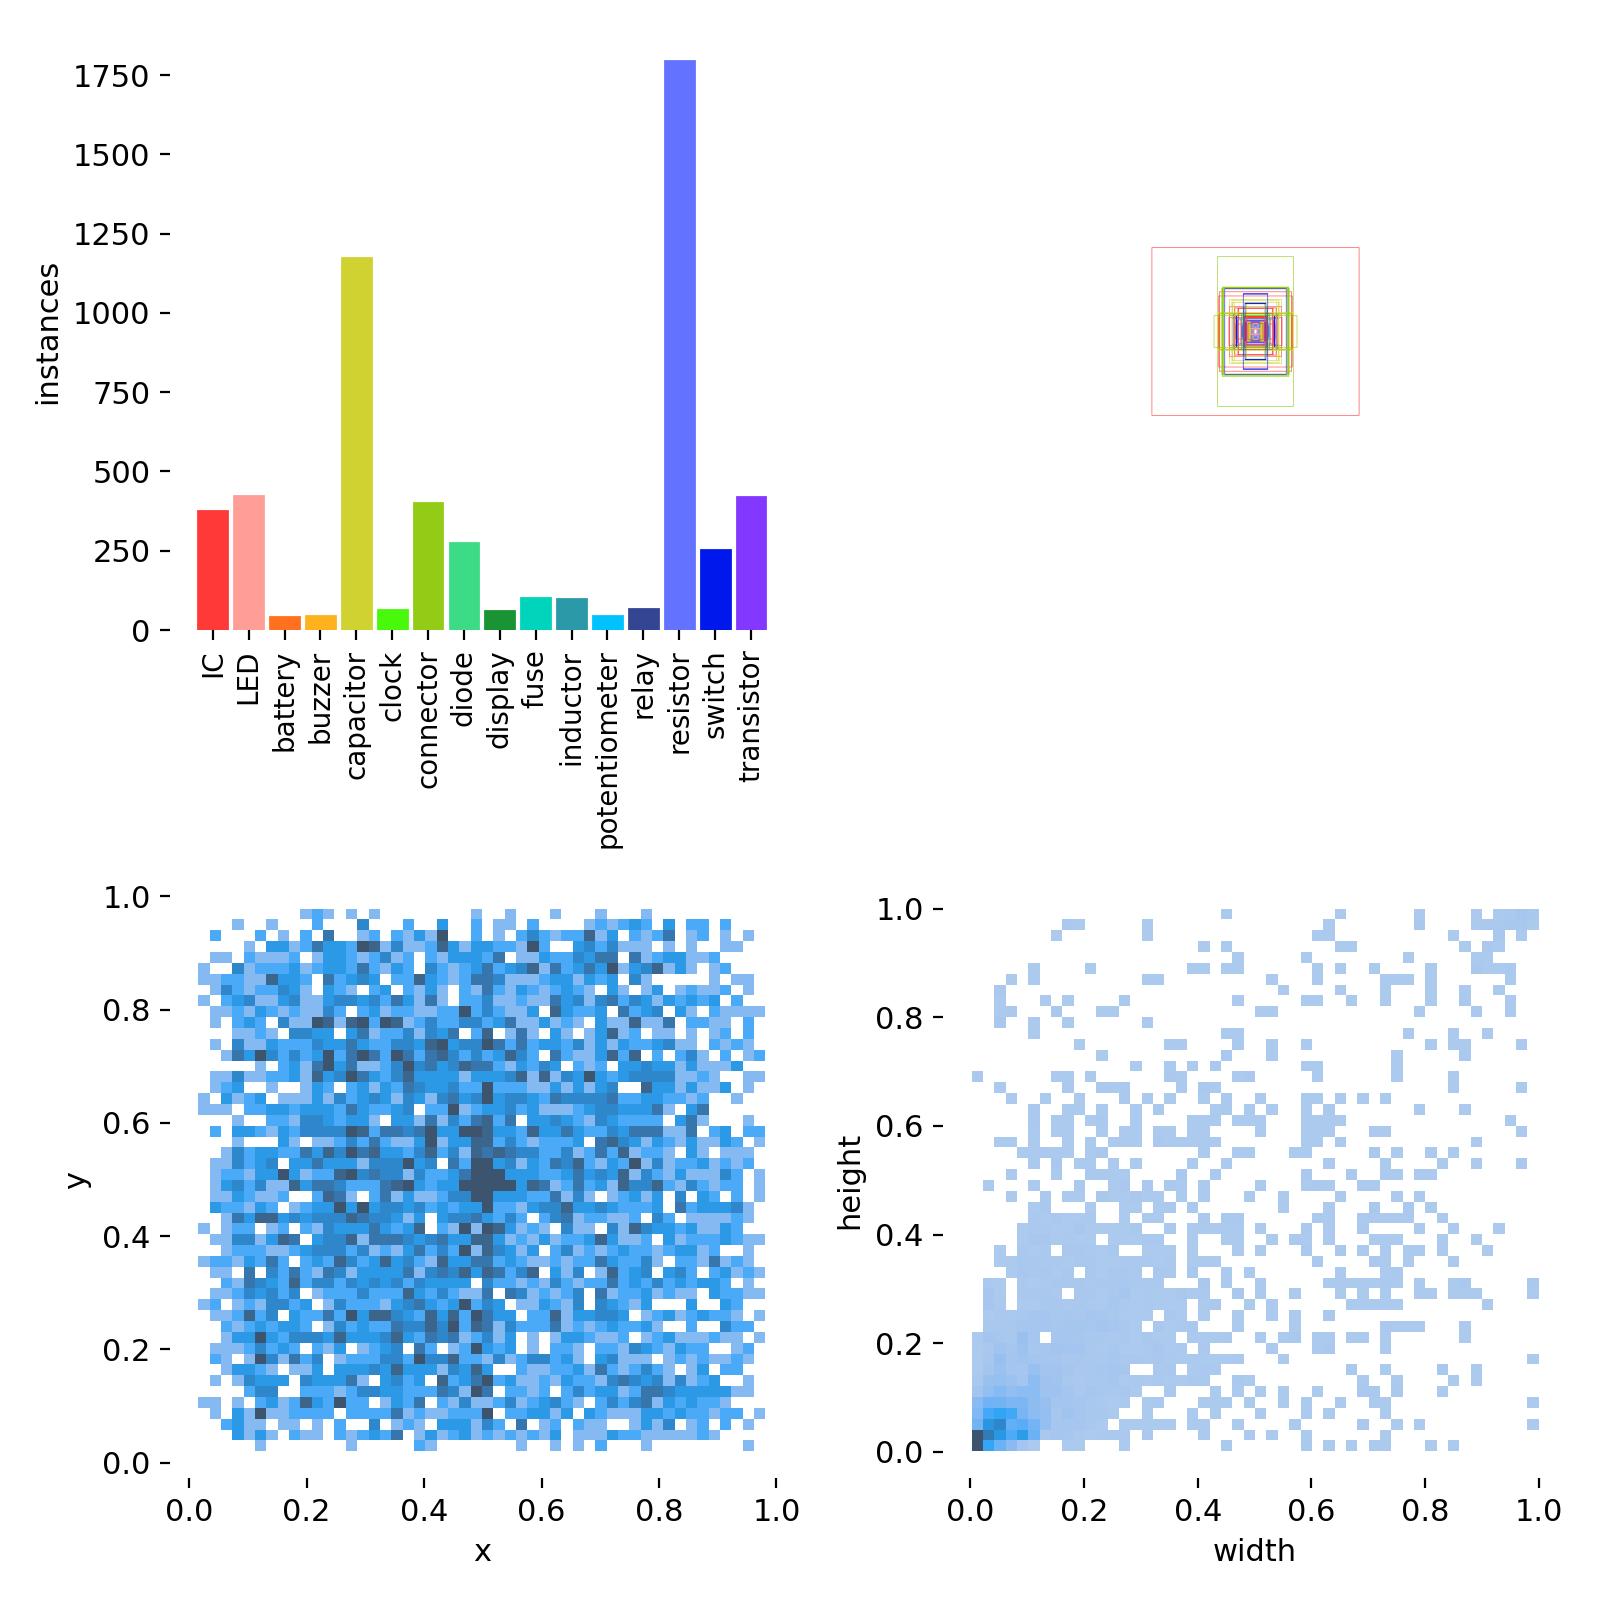 instances
1750
1500
1250
1000
750
500
250
0
IC
LED
battery
buzzer
capacitor
clock
connector
diode
display
fuse
inductor
potentiometer
relay
resistor
switch
transistor
y
1.0
0.8
0.6
0.4
0.2
0.0
0.0 0.2 0.4 0.6 0.8 1.0
x
height
1.0
0.8
0.6
0.4
0.2
0.0
0.0 0.2 0.4 0.6 0.8 1.0
width